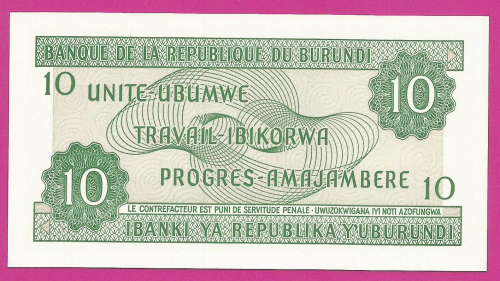 BANQUE DE LA REPUBLIQUE DU BURUNDI
10 UNITE-UBUMWE 10
TRAVAIL-IBIKORWA
10 PROGRES-AMAJAMBERE 10
LE CONTREFACTEUR EST PUNI DE SERVITUDE PENALE - UWUZOKWIGANA IYI NOTI AZOFUNGWA
IBANKI YA REPUBLIKA Y'UBURUNDI